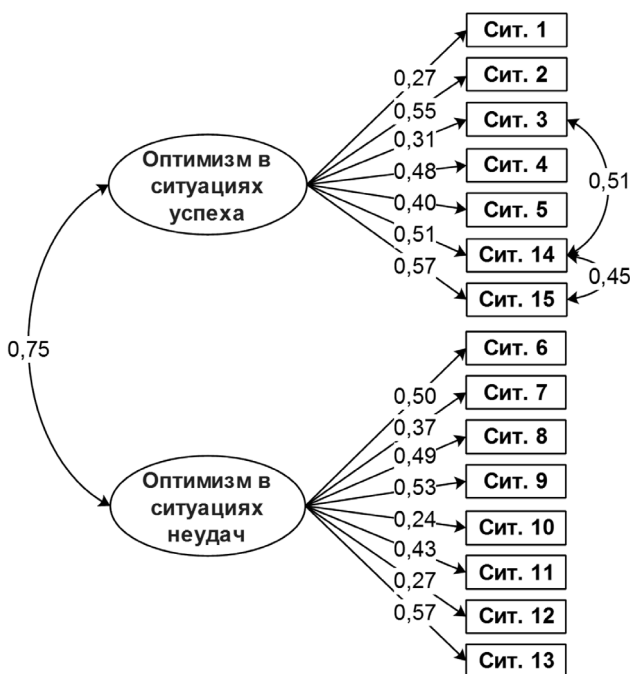 Сит. 1
0,27
Сит. 2
0,55
Сит. 3
0,31
Оптимизм в
ситуациях
успеха
0,48
Сит. 4
0,51
0,40
Сит. 5
0,51
Сит. 14
0,57
0,45
Сит. 15
0,75
Сит. 6
0,50
Сит. 7
0,37
Сит. 8
0,49
Оптимизм в
ситуациях
неудач
0,53
Сит. 9
0,24
Сит. 10
0,43
Сит. 11
0,27
Сит. 12
0,57
Сит. 13